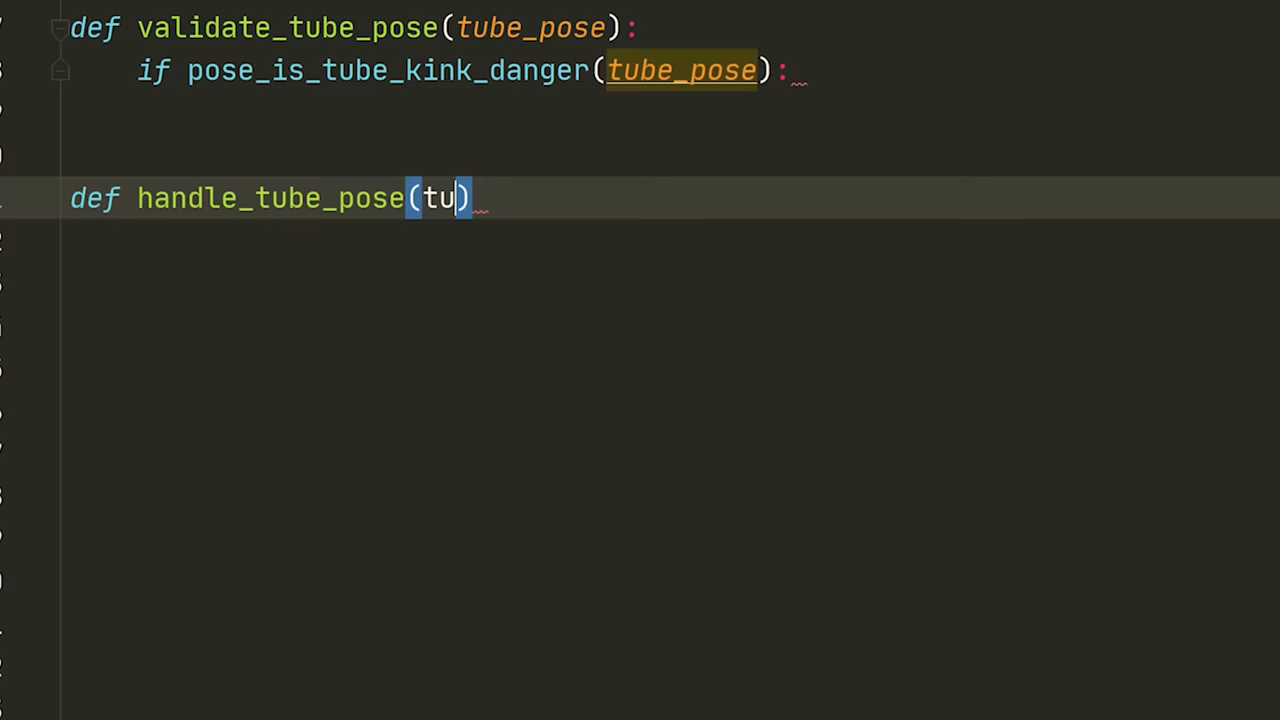 def validate_tube_pose(tube_pose):
if pose_is_tube_kink_danger(tube_pose):
def handle_tube_pose(tu)